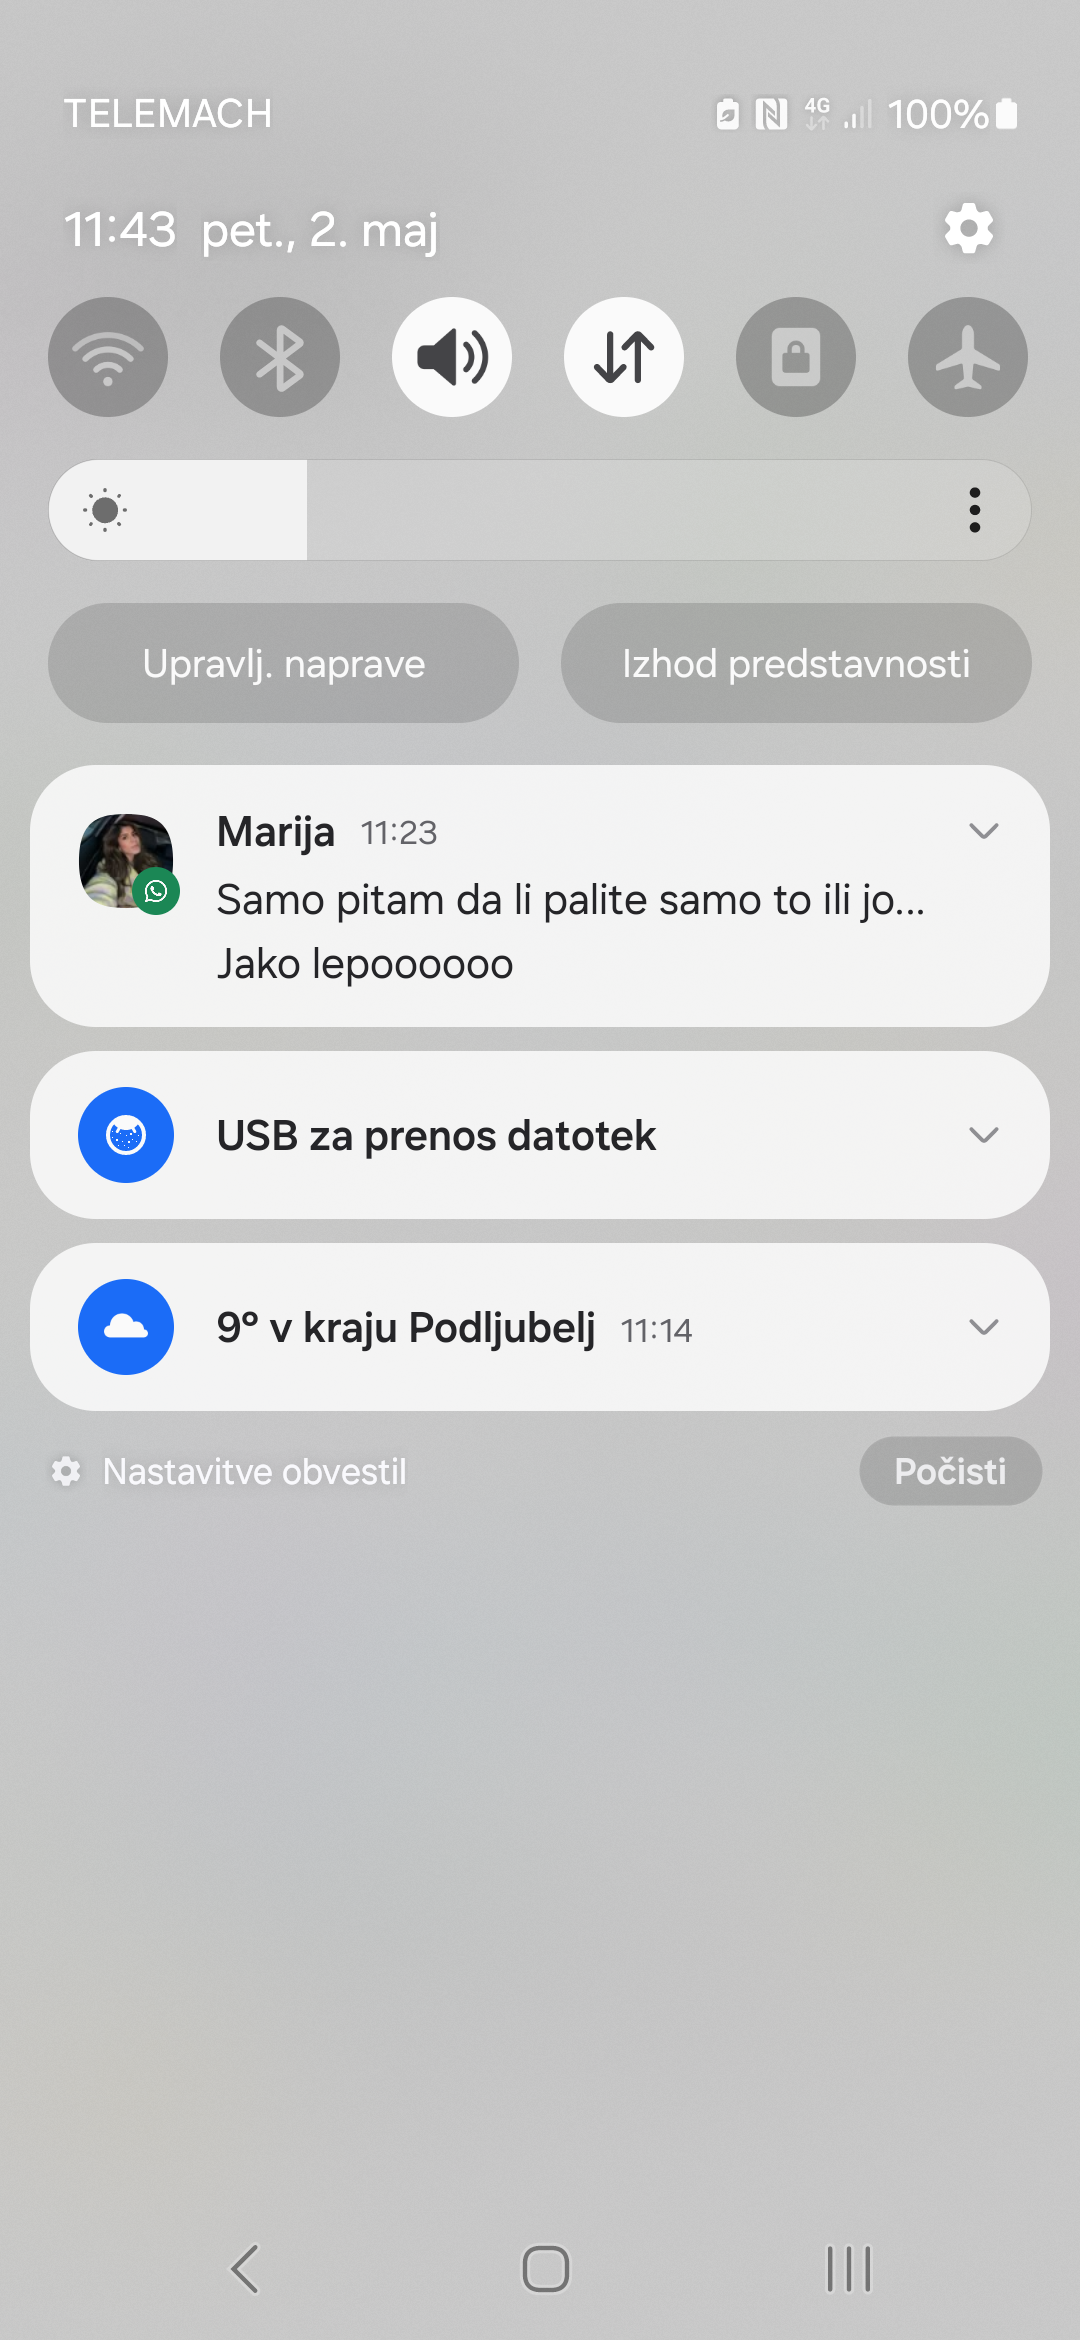 TELEMACH 4G 100%
11:43 pet., 2. maj
Upravlj. naprave Izhod predstavnosti
Marija 11:23
Samo pitam da li palite samo to ili jo...
Jako lepoooooo
USB za prenos datotek
9° v kraju Podljubelj 11:14
Nastavitve obvestil Počisti